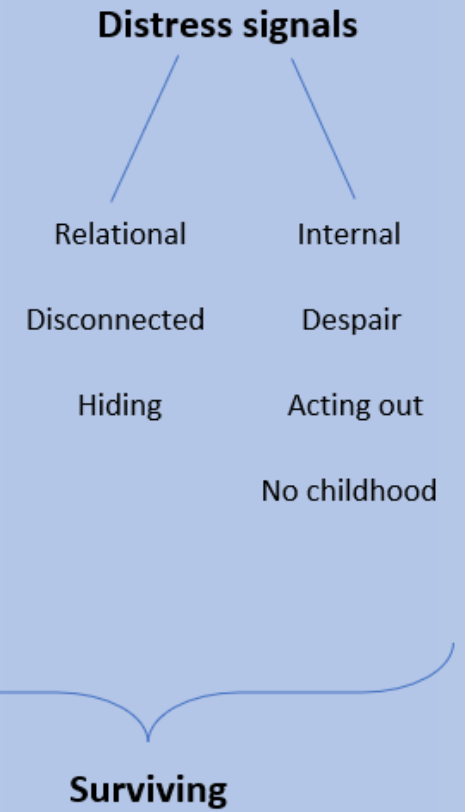 Distress signals
Relational
Internal
Disconnected
Despair
Hiding
Acting out
No childhood
Surviving